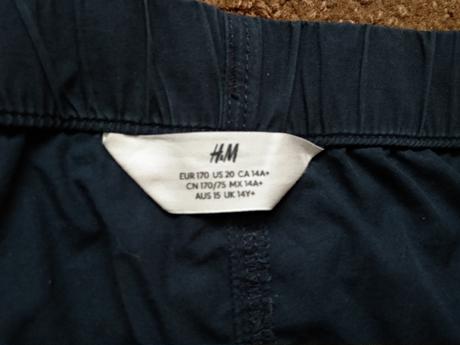 H&M
EUR 170 US 20 CA 14A+
CN 170/75 MX 14A+
AUS 15 UK 14Y+